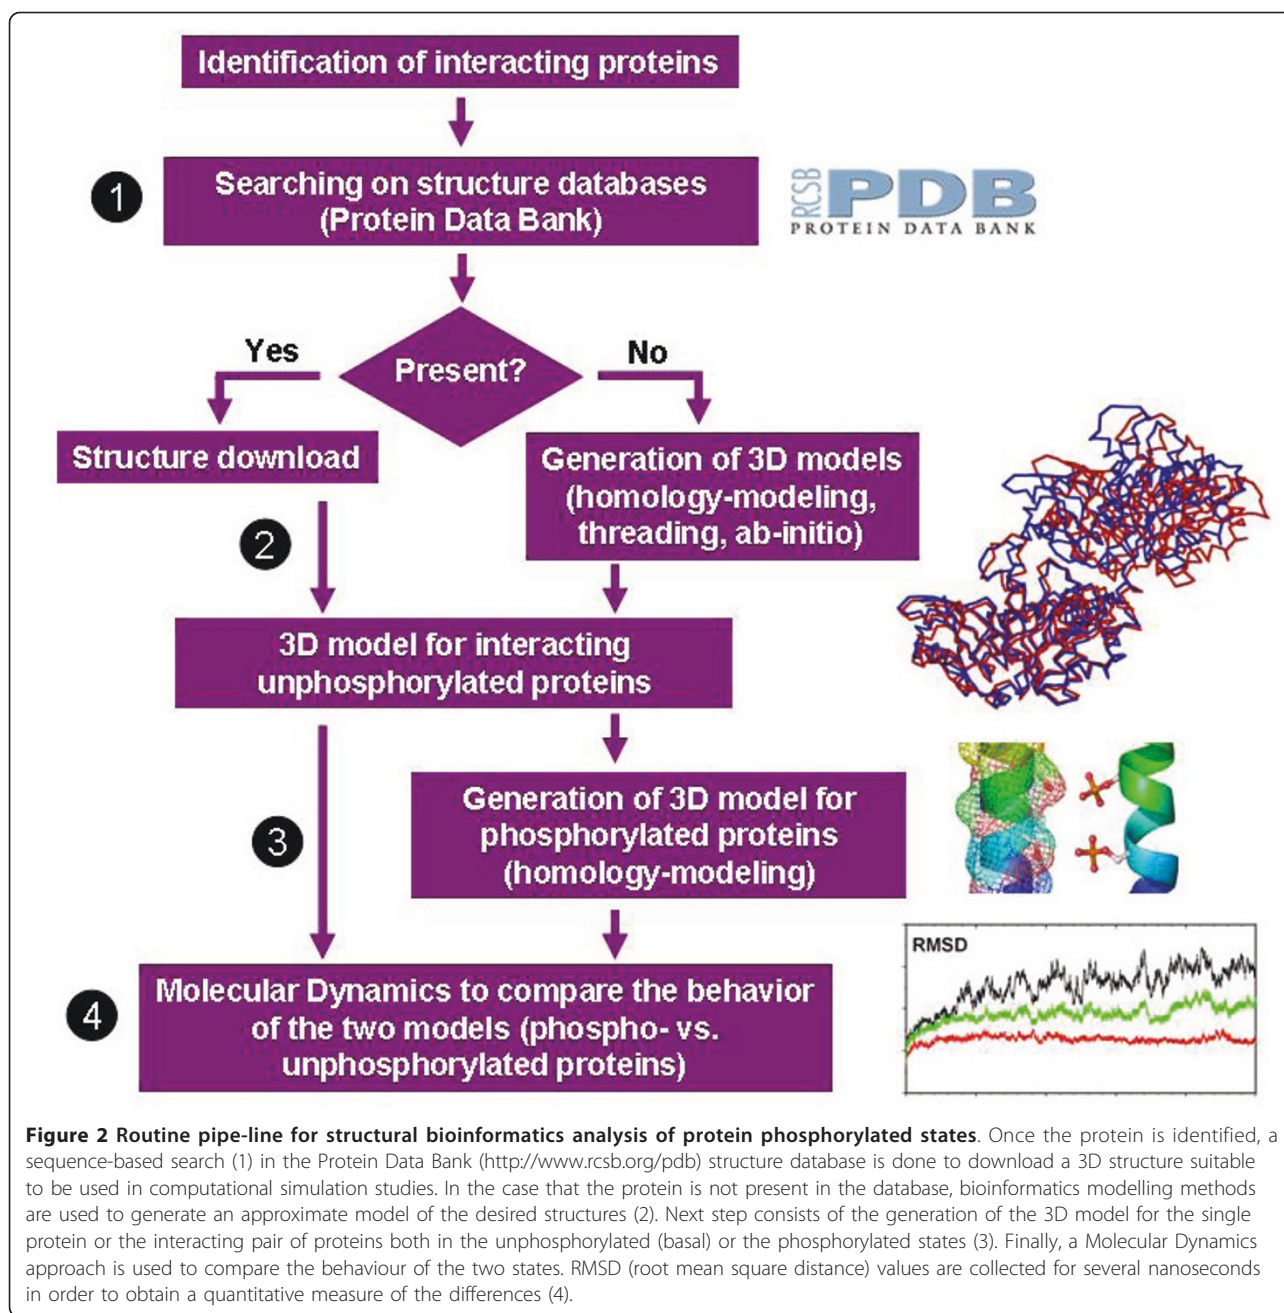 Identification of interacting proteins
1
Searching on structure databases
(Protein Data Bank)
RCSB
PDB
PROTEIN DATA BANK
Yes
Present?
No
Structure download
Generation of 3D models
(homology-modeling,
threading, ab-initio)
2
3D model for interacting
unphosphorylated proteins
3
Generation of 3D model for
phosphorylated proteins
(homology-modeling)
RMSD
4
Molecular Dynamics to compare the behavior
of the two models (phospho- vs.
unphosphorylated proteins)
Figure 2 Routine pipe-line for structural bioinformatics analysis of protein phosphorylated states. Once the protein is identified, a
sequence-based search (1) in the Protein Data Bank (http://www.rcsb.org/pdb) structure database is done to download a 3D structure suitable
to be used in computational simulation studies. In the case that the protein is not present in the database, bioinformatics modelling methods
are used to generate an approximate model of the desired structures (2). Next step consists of the generation of the 3D model for the single
protein or the interacting pair of proteins both in the unphosphorylated (basal) or the phosphorylated states (3). Finally, a Molecular Dynamics
approach is used to compare the behaviour of the two states. RMSD (root mean square distance) values are collected for several nanoseconds
in order to obtain a quantitative measure of the differences (4).